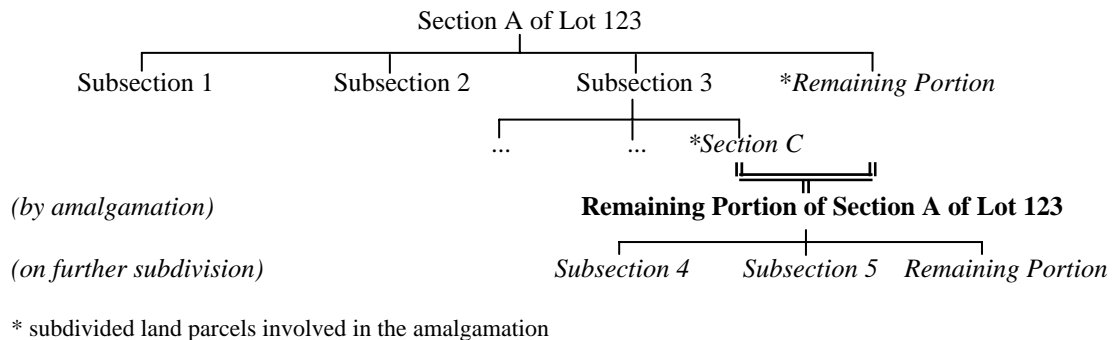 Section A of Lot 123
Subsection 1 Subsection 2 Subsection 3 *Remaining Portion
... ... *Section C
(by amalgamation) Remaining Portion of Section A of Lot 123
(on further subdivision) Subsection 4 Subsection 5 Remaining Portion
* subdivided land parcels involved in the amalgamation